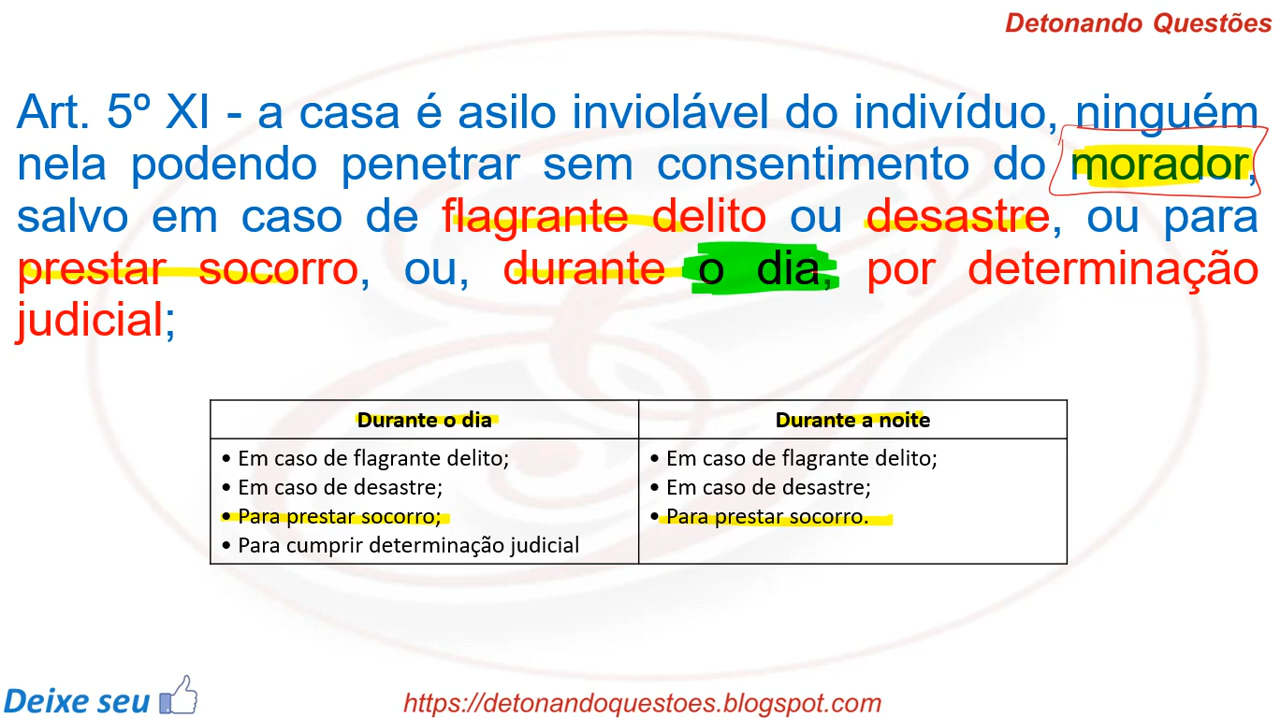 Detonando Questões
Art. 5º XI - a casa é asilo inviolável do indivíduo, ninguém
nela podendo penetrar sem consentimento do morador,
salvo em caso de flagrante delito ou desastre, ou para
prestar socorro, ou, durante o dia, por determinação
judicial;
Durante o dia
• Em caso de flagrante delito;
• Em caso de desastre;
• Para prestar socorro;
• Para cumprir determinação judicial
Durante a noite
• Em caso de flagrante delito;
• Em caso de desastre;
• Para prestar socorro.
Deixe seu
https://detonandoquestoes.blogspot.com